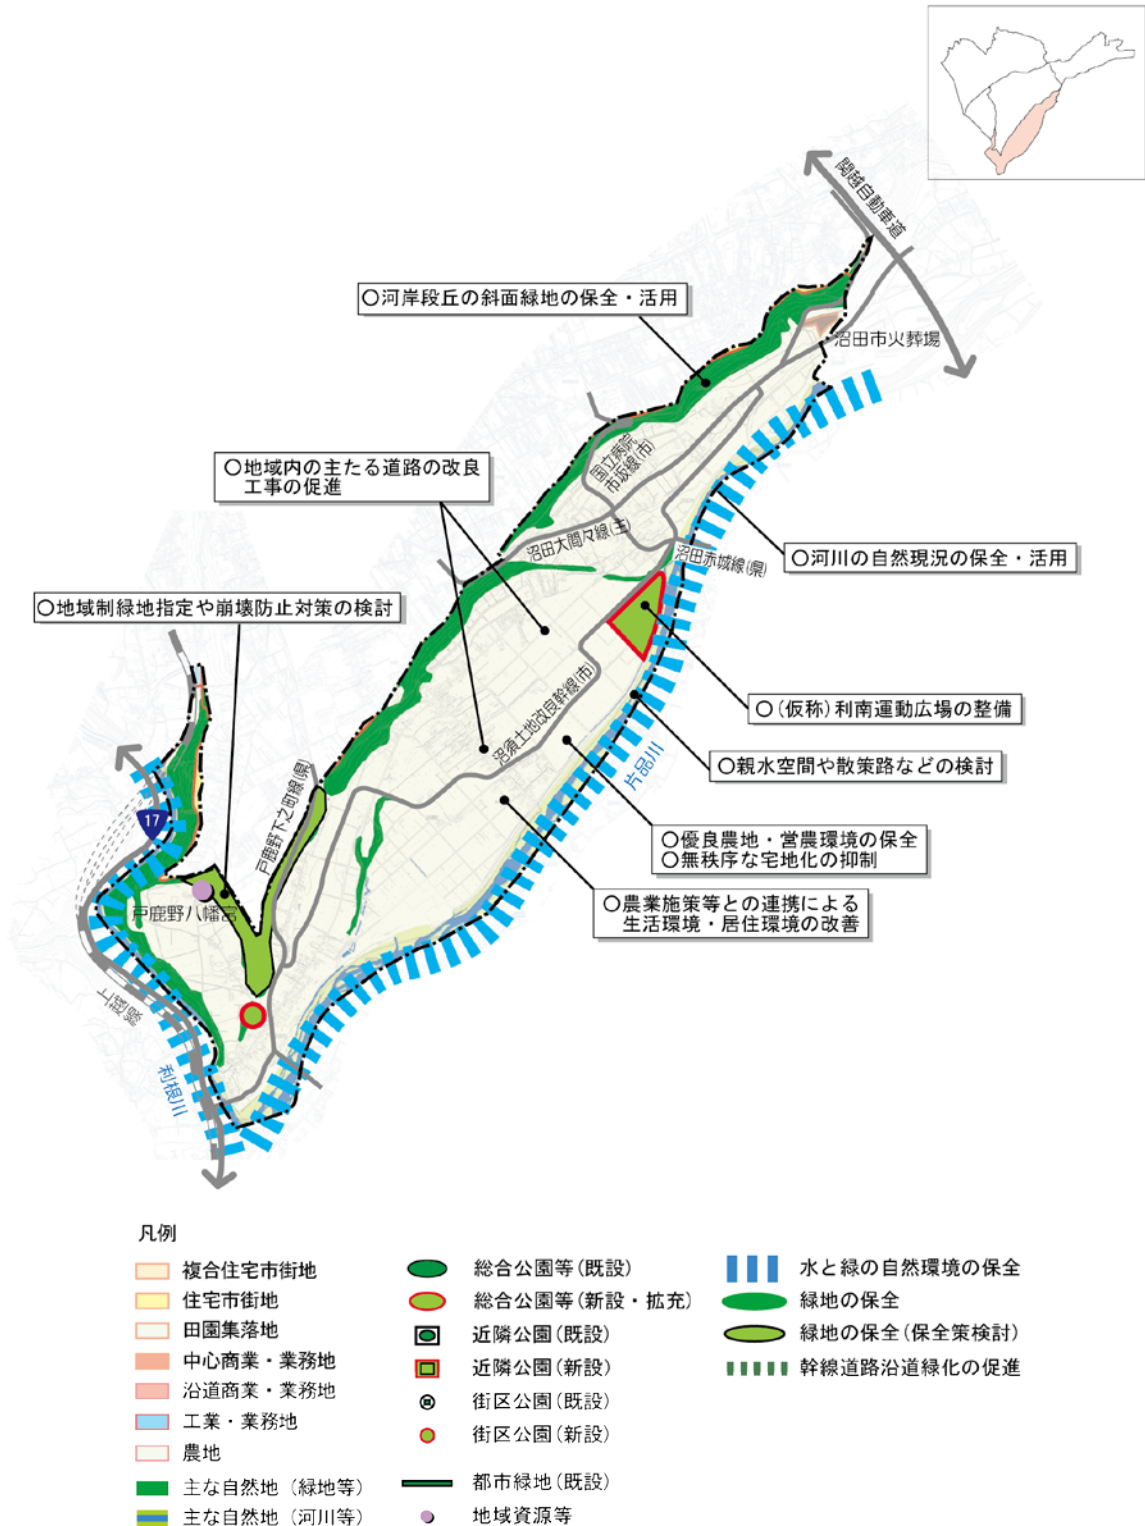 関越自動車道
○河岸段丘の斜面緑地の保全・活用
沼田市火葬場
国立病院
市坂線(市)
○地域内の主たる道路の改良
工事の促進
沼田大間々線(主)
沼田赤城線(県)
○河川の自然現況の保全・活用
○地域制緑地指定や崩壊防止対策の検討
沼須土地改良幹線(市)
○(仮称)利南運動広場の整備
片品川
○親水空間や散策路などの検討
戸鹿野下之町線(県)
17
○優良農地・営農環境の保全
○無秩序な宅地化の抑制
戸鹿野八幡宮
○農業施策等との連携による
生活環境・居住環境の改善
上越線
利根川
凡例
複合住宅市街地
住宅市街地
田園集落地
中心商業・業務地
沿道商業・業務地
工業・業務地
農地
主な自然地(緑地等)
主な自然地(河川等)
総合公園等(既設)
総合公園等(新設・拡充)
近隣公園(既設)
近隣公園(新設)
街区公園(既設)
街区公園(新設)
都市緑地(既設)
地域資源等
水と緑の自然環境の保全
緑地の保全
緑地の保全(保全策検討)
幹線道路沿道緑化の促進